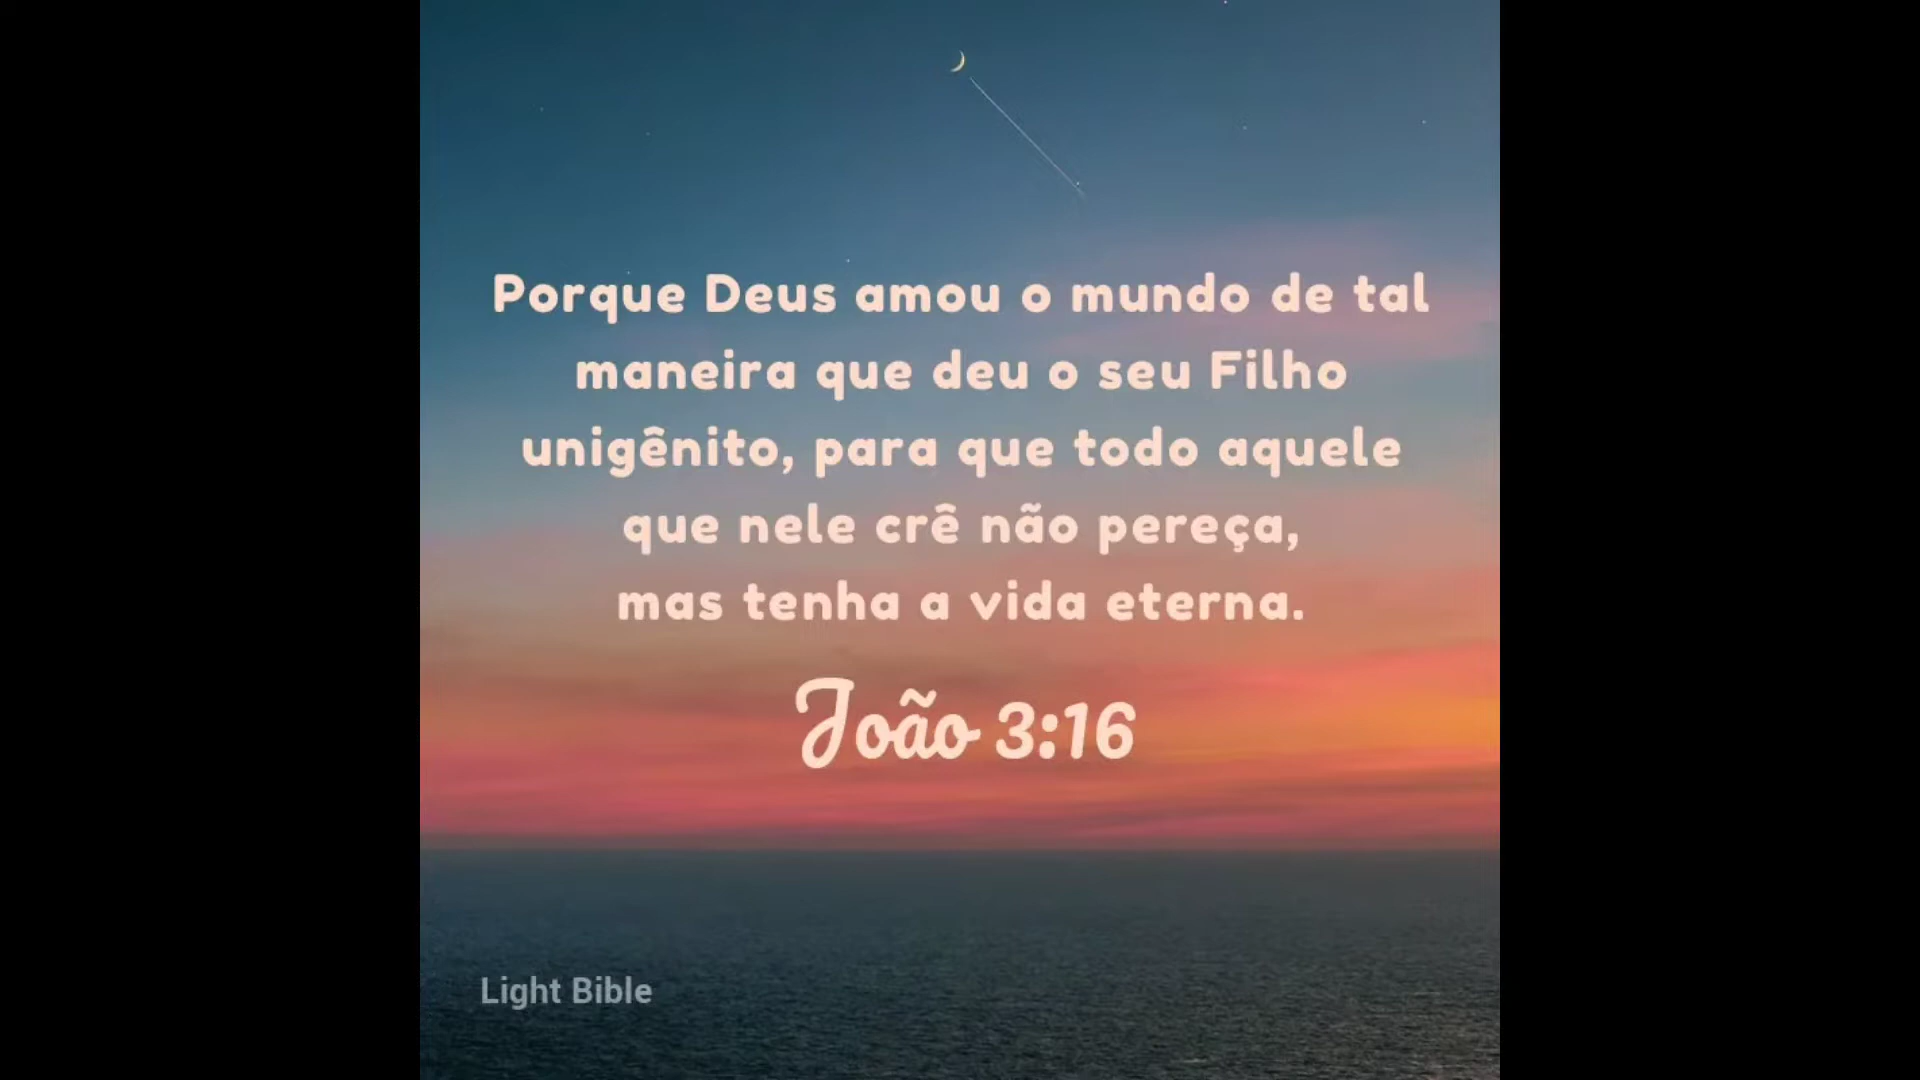 Porque Deus amou o mundo de tal
maneira que deu o seu Filho
unigênito, para que todo aquele
que nele crê não pereça,
mas tenha a vida eterna.
João 3:16
Light Bible